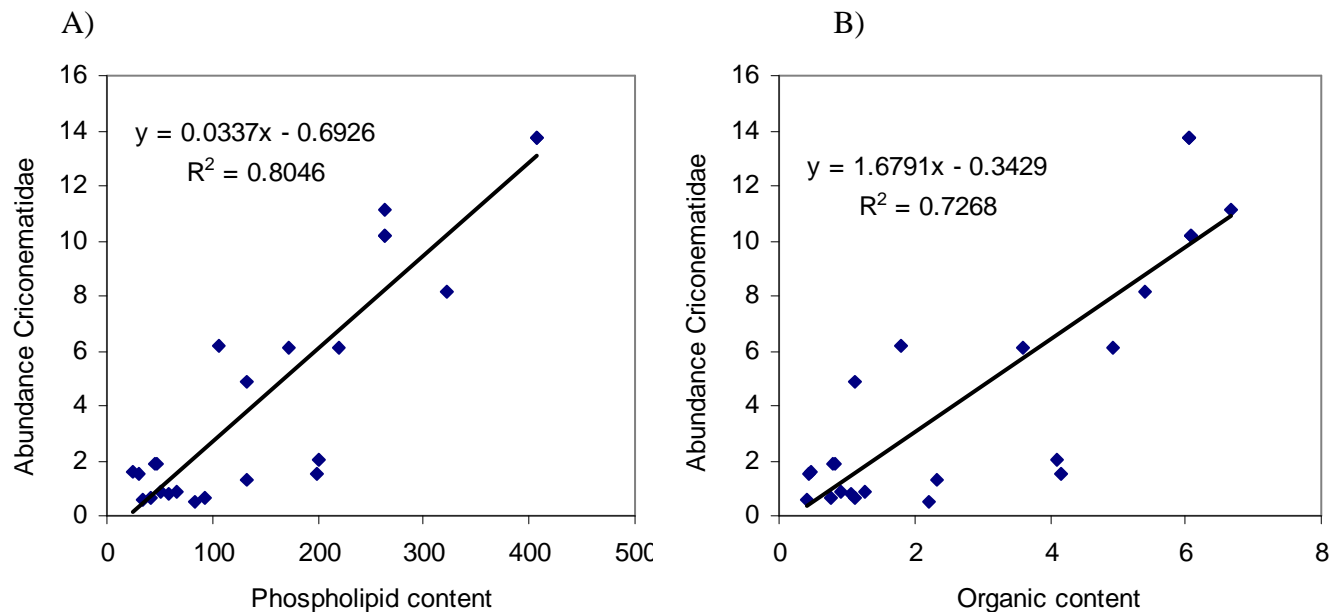 A)
B)
16
14
12
10
8
6
4
2
0
Abundance Criconematidae
y = 0.0337x - 0.6926
R² = 0.8046
0 100 200 300 400 500
Phospholipid content
16
14
12
10
8
6
4
2
0
Abundance Criconematidae
y = 1.6791x - 0.3429
R² = 0.7268
0 2 4 6 8
Organic content